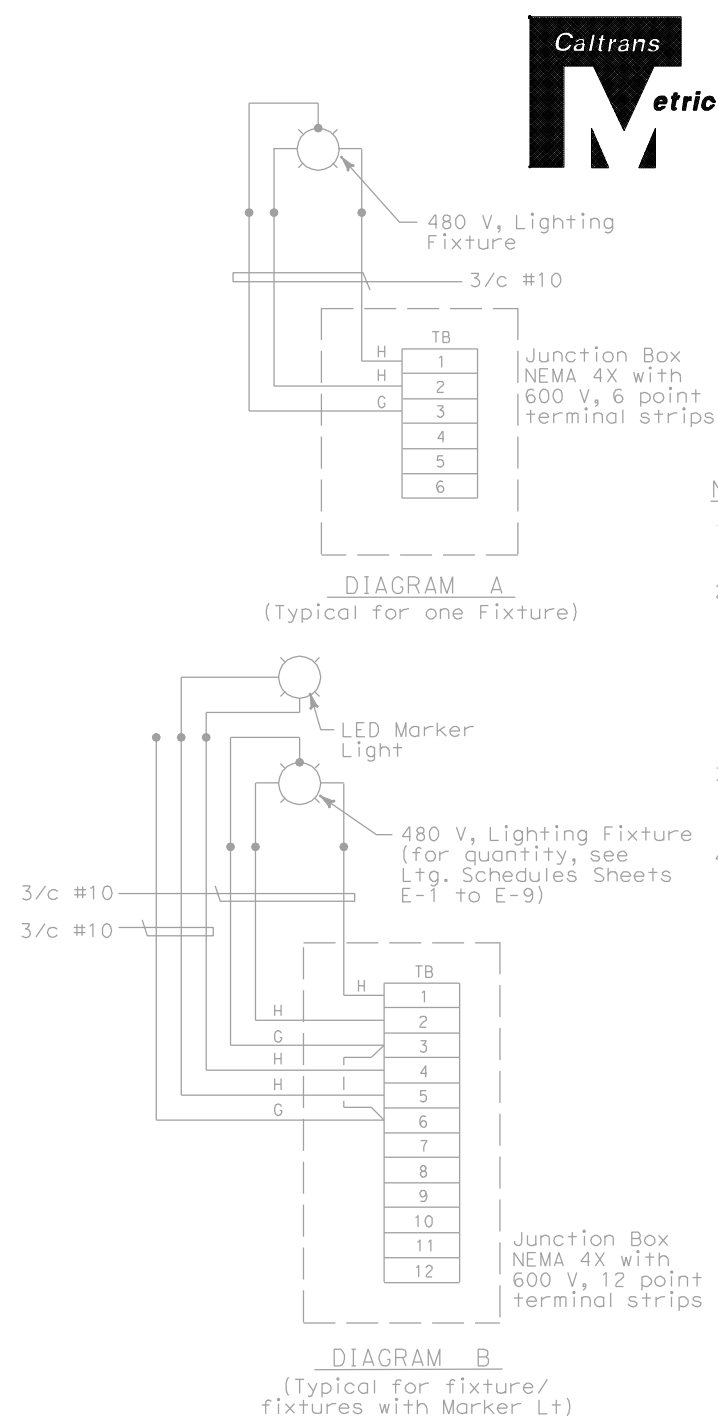 Caltrans
etric
480 V, Lighting
Fixture
3/c #10
TB
H 1
H 2
G 3
4
5
6
Junction Box
NEMA 4X with
600 V, 6 point
terminal strips
DIAGRAM A
(Typical for one Fixture)
LED Marker
Light
480 V, Lighting Fixture
(for quantity, see
Ltg. Schedules Sheets
E-1 to E-9)
3/c #10
3/c #10
TB
H 1
H 2
G 3
H 4
H 5
G 6
7
8
9
10
11
12
Junction Box
NEMA 4X with
600 V, 12 point
terminal strips
DIAGRAM B
(Typical for fixture/
fixtures with Marker Lt)